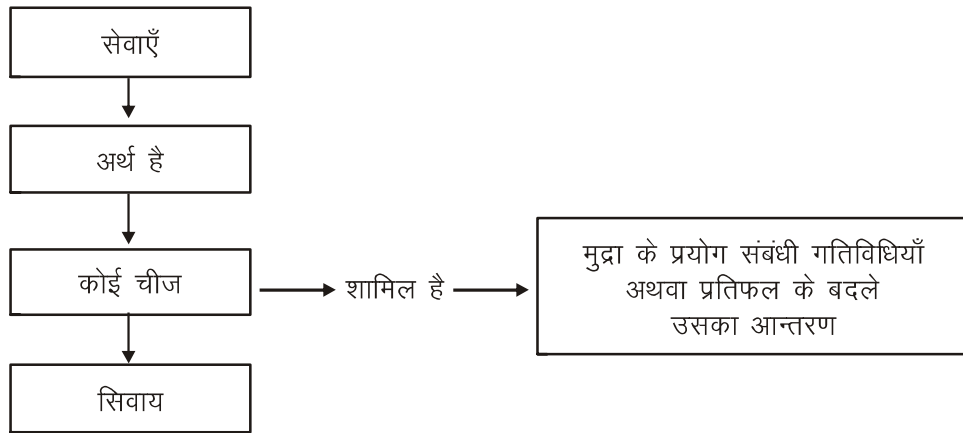 सेवाएँ
अर्थ है
कोई चीज
शामिल है
मुद्रा के प्रयोग संबंधी गतिविधियाँ
अथवा प्रतिफल के बदले
उसका आन्तरण
सिवाय